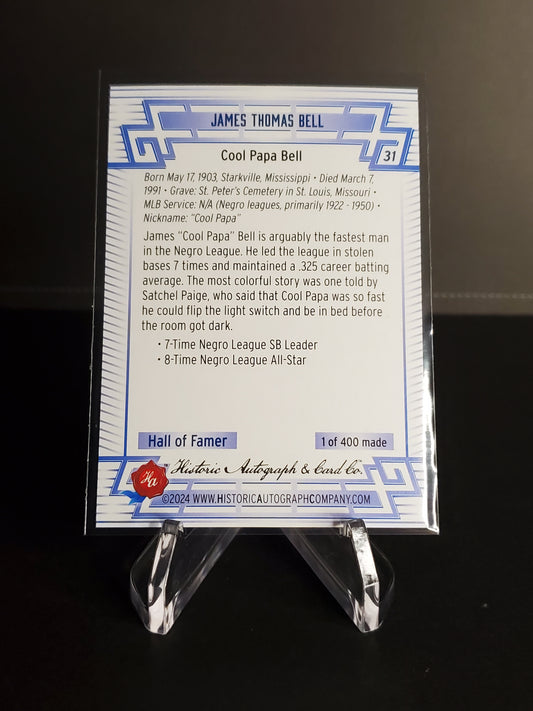 JAMES THOMAS BELL
Cool Papa Bell
31
Born May 17, 1903, Starkville, Mississippi • Died March 7,
1991 • Grave: St. Peter's Cemetery in St. Louis, Missouri •
MLB Service: N/A (Negro leagues, primarily 1922 - 1950) •
Nickname: "Cool Papa"
James "Cool Papa" Bell is arguably the fastest man
in the Negro League. He led the league in stolen
bases 7 times and maintained a .325 career batting
average. The most colorful story was one told by
Satchel Paige, who said that Cool Papa was so fast
he could flip the light switch and be in bed before
the room got dark.
• 7-Time Negro League SB Leader
• 8-Time Negro League All-Star
Hall of Famer
1 of 400 made
Ha
Historic Autograph & Card Co.
©2024 WWW.HISTORICAUTOGRAPHCOMPANY.COM